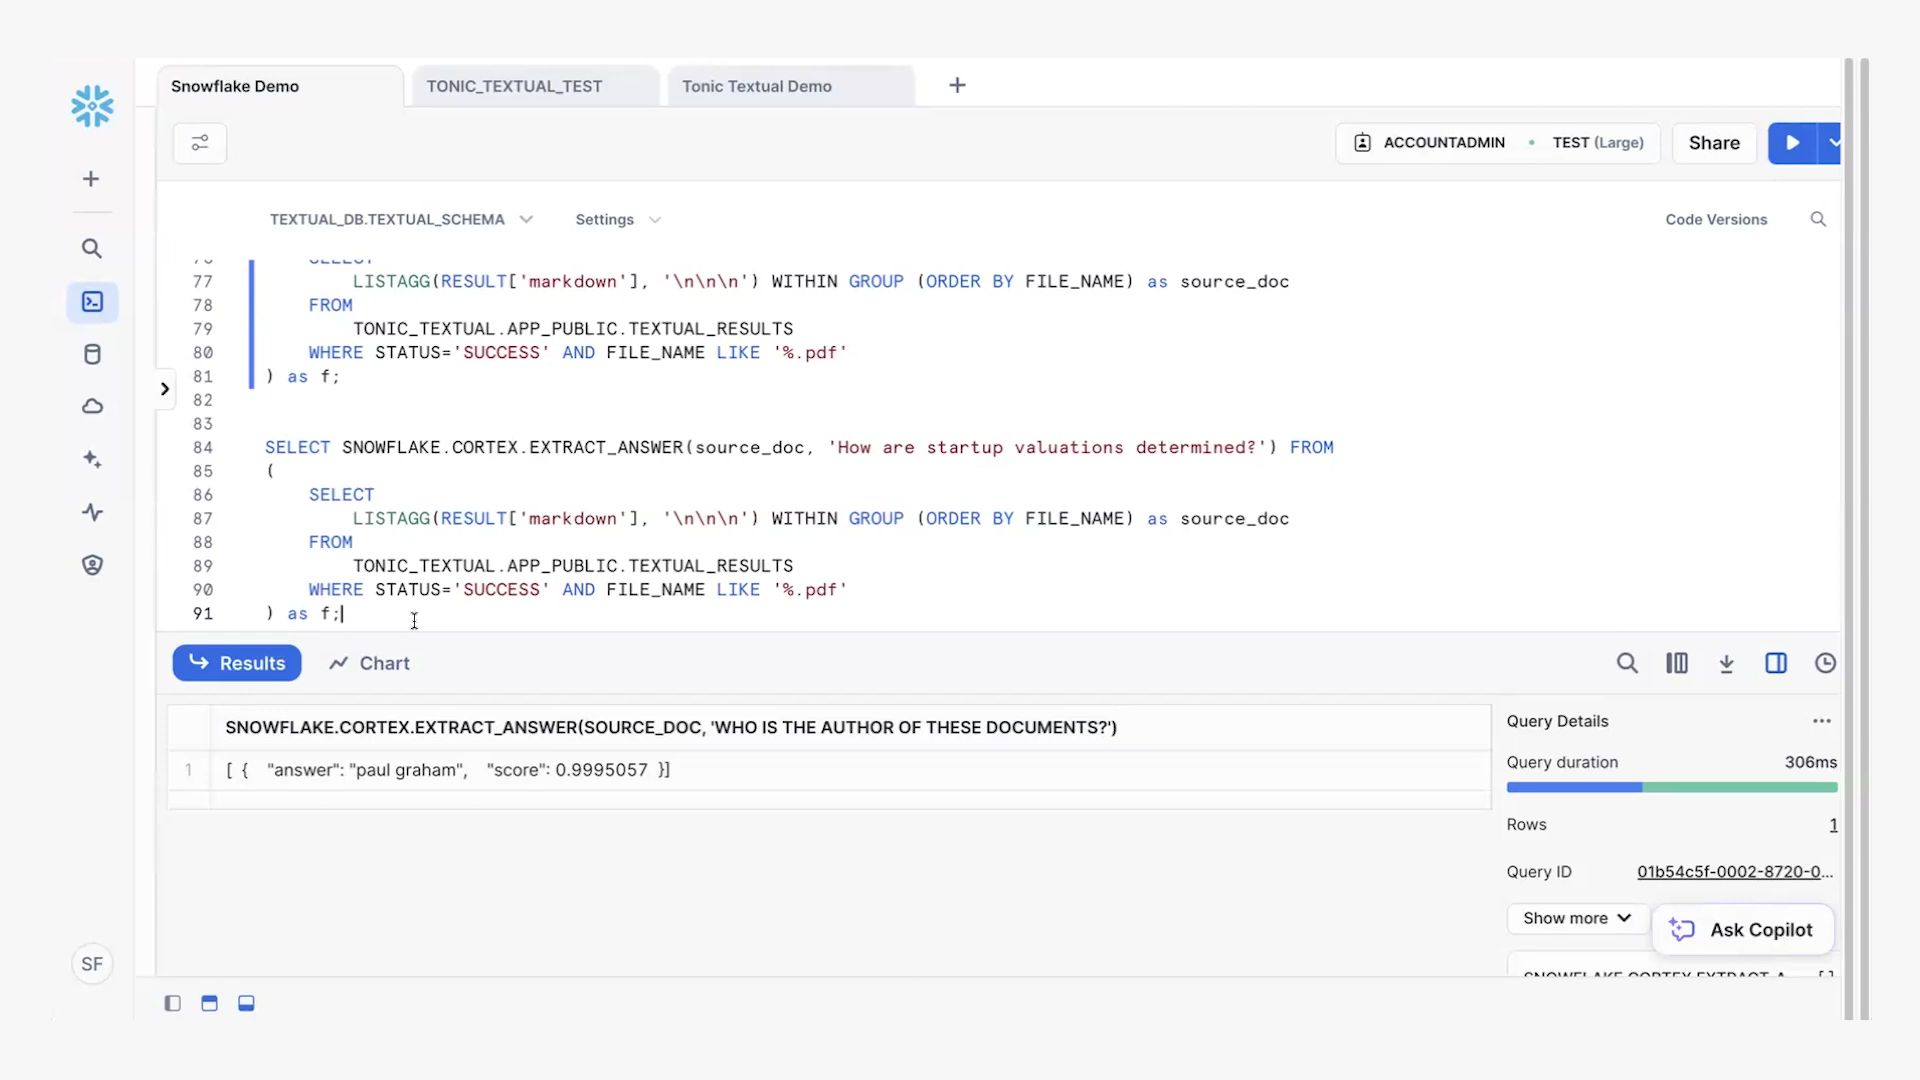 Snowflake Demo
TONIC_TEXTUAL_TEST
Tonic Textual Demo
ACCOUNTADMIN • TEST (Large)
Share
TEXTUAL_DB.TEXTUAL_SCHEMA
Settings
Code Versions
76 SELECT
77 LISTAGG(RESULT['markdown'], '\n\n\n') WITHIN GROUP (ORDER BY FILE_NAME) as source_doc
78 FROM
79 TONIC_TEXTUAL.APP_PUBLIC.TEXTUAL_RESULTS
80 WHERE STATUS='SUCCESS' AND FILE_NAME LIKE '%.pdf'
81 ) as f;
82
83
84 SELECT SNOWFLAKE.CORTEX.EXTRACT_ANSWER(source_doc, 'How are startup valuations determined?') FROM
85 (
86 SELECT
87 LISTAGG(RESULT['markdown'], '\n\n\n') WITHIN GROUP (ORDER BY FILE_NAME) as source_doc
88 FROM
89 TONIC_TEXTUAL.APP_PUBLIC.TEXTUAL_RESULTS
90 WHERE STATUS='SUCCESS' AND FILE_NAME LIKE '%.pdf'
91 ) as f;
Results
Chart
SNOWFLAKE.CORTEX.EXTRACT_ANSWER(SOURCE_DOC, 'WHO IS THE AUTHOR OF THESE DOCUMENTS?')
1 [ { "answer": "paul graham", "score": 0.9995057 }]
Query Details
Query duration 306ms
Rows 1
Query ID 01b54c5f-0002-8720-0...
Show more
Ask Copilot
SNOWFLAKE.CORTEX.EXTRACT_A
SF